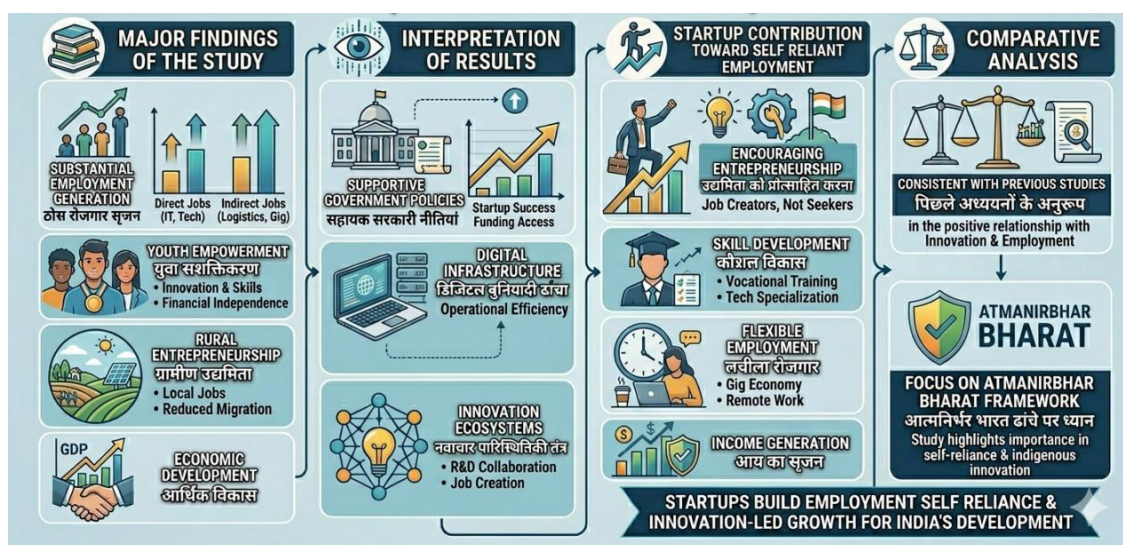 MAJOR FINDINGS
OF THE STUDY
SUBSTANTIAL
EMPLOYMENT
GENERATION
ठोस रोजगार सृजन
Direct Jobs
(IT, Tech)
Indirect Jobs
(Logistics, Gig)
YOUTH EMPOWERMENT
युवा सशक्तिकरण
• Innovation & Skills
• Financial Independence
RURAL
ENTREPRENEURSHIP
ग्रामीण उद्यमिता
• Local Jobs
• Reduced Migration
GDP
ECONOMIC
DEVELOPMENT
आर्थिक विकास
INTERPRETATION
OF RESULTS
SUPPORTIVE
GOVERNMENT POLICIES
सहायक सरकारी नीतियां
Startup Success
Funding Access
DIGITAL
INFRASTRUCTURE
डिजिटल बुनियादी ढांचा
Operational Efficiency
INNOVATION
ECOSYSTEMS
नवाचार पारिस्थितिकी तंत्र
• R&D Collaboration
• Job Creation
STARTUP CONTRIBUTION
TOWARD SELF RELIANT
EMPLOYMENT
ENCOURAGING
ENTREPRENEURSHIP
उद्यमिता को प्रोत्साहित करना
Job Creators, Not Seekers
SKILL DEVELOPMENT
कौशल विकास
• Vocational Training
• Tech Specialization
FLEXIBLE
EMPLOYMENT
लचीला रोजगार
• Gig Economy
• Remote Work
$ $
INCOME GENERATION
आय का सृजन
COMPARATIVE
ANALYSIS
CONSISTENT WITH PREVIOUS STUDIES
पिछले अध्ययनों के अनुरूप
in the positive relationship with
Innovation & Employment
ATMANIRBHAR
BHARAT
FOCUS ON ATMANIRBHAR
BHARAT FRAMEWORK
आत्मनिर्भर भारत ढांचे पर ध्यान
Study highlights importance in
self-reliance & indigenous
innovation
STARTUPS BUILD EMPLOYMENT SELF RELIANCE &
INNOVATION-LED GROWTH FOR INDIA'S DEVELOPMENT